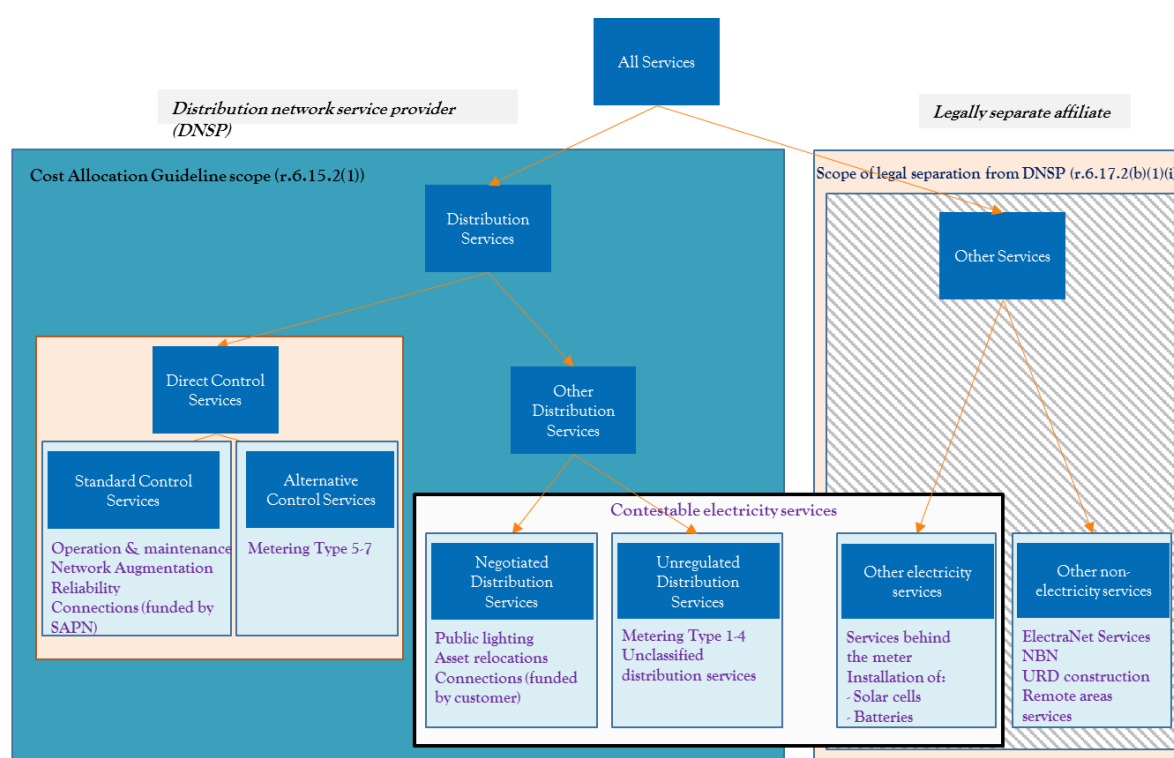 All Services
Distribution network service provider
(DNSP)
Legally separate affiliate
Cost Allocation Guideline scope (r.6.15.2(1))
Scope of legal separation from DNSP (r.6.17.2(b)(1)(i)
Distribution
Services
Other Services
Direct Control
Services
Other
Distribution
Services
Standard Control
Services
Alternative
Control Services
Operation & maintenance
Network Augmentation
Reliability
Connections (funded by
SAPN)
Metering Type 5-7
Contestable electricity services
Negotiated
Distribution
Services
Unregulated
Distribution
Services
Other electricity
services
Other non-
electricity services
Public lighting
Asset relocations
Connections (funded
by customer)
Metering Type 1-4
Unclassified
distribution services
Services behind
the meter
Installation of:
- Solar cells
- Batteries
ElectraNet Services
NBN
URD construction
Remote areas
services